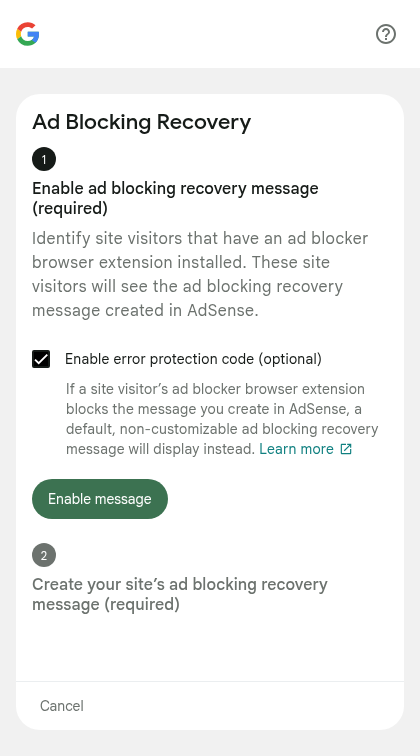 Ad Blocking Recovery
1
Enable ad blocking recovery message
(required)
Identify site visitors that have an ad blocker
browser extension installed. These site
visitors will see the ad blocking recovery
message created in AdSense.
Enable error protection code (optional)
If a site visitor’s ad blocker browser extension
blocks the message you create in AdSense, a
default, non-customizable ad blocking recovery
message will display instead. Learn more
Enable message
2
Create your site’s ad blocking recovery
message (required)
Cancel